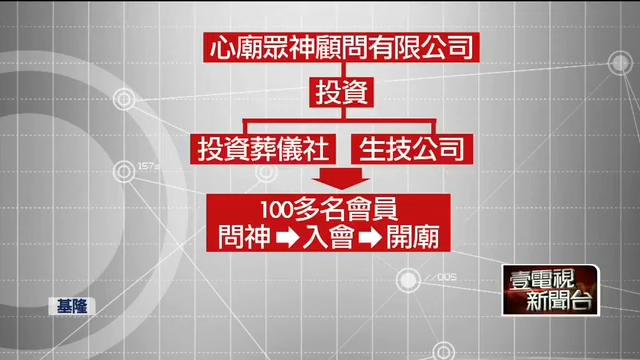 心廟眾神顧問有限公司
投資
投資葬儀社
生技公司
100多名會員
問神➡入會➡開廟
157s
//005
壹電視
新聞台
基隆